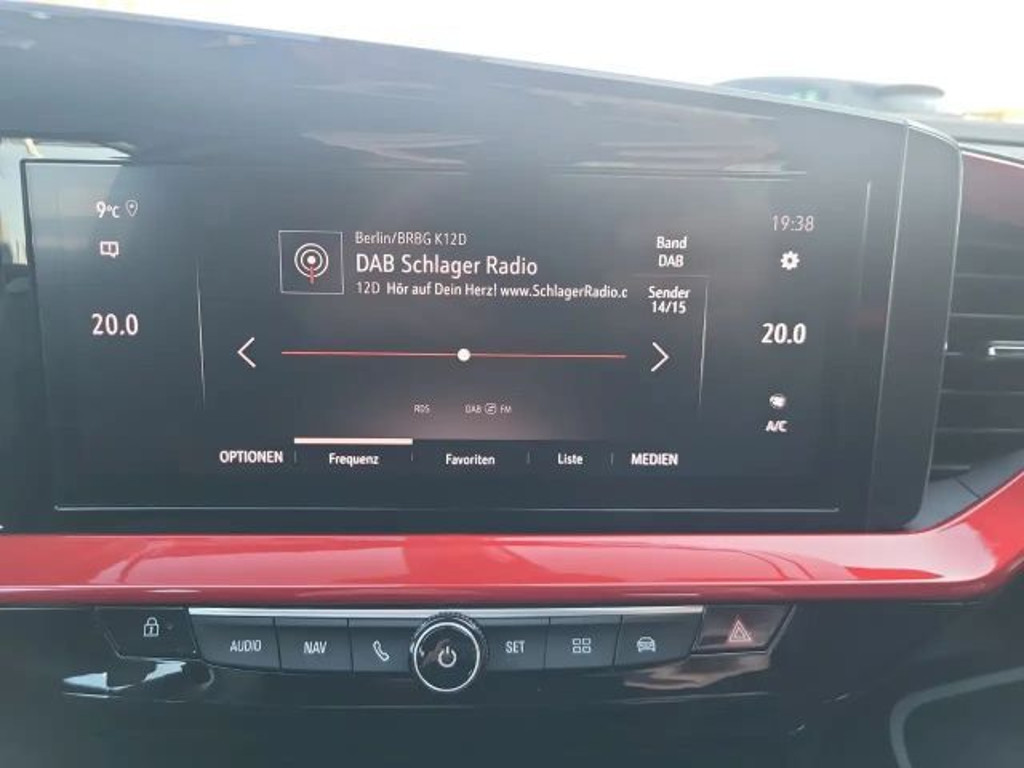 9°C
20.0
Berlin/BRBG K12D
DAB Schlager Radio
12D Hör auf Dein Herz! www.SchlagerRadio.c
Band
DAB
Sender
14/15
19:38
20.0
A/C
RDS DAB FM
OPTIONEN Frequenz Favoriten Liste MEDIEN
AUDIO NAV SET